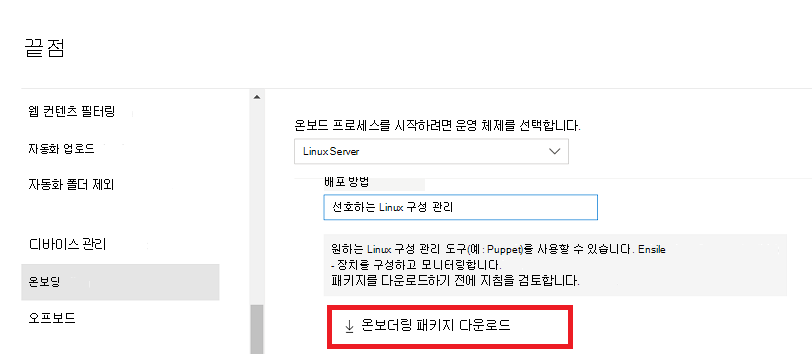 끝점
웹 컨텐츠 필터링
자동화 업로드
자동화 폴더 제외
디바이스 관리
온보딩
오프보드
온보드 프로세스를 시작하려면 운영 체제를 선택합니다.
Linux Server
배포 방법
선호하는 Linux 구성 관리
원하는 Linux 구성 관리 도구(예: Puppet)를 사용할 수 있습니다. Ensile
- 장치를 구성하고 모니터링합니다.
패키지를 다운로드하기 전에 지침을 검토합니다.
온보더링 패키지 다운로드